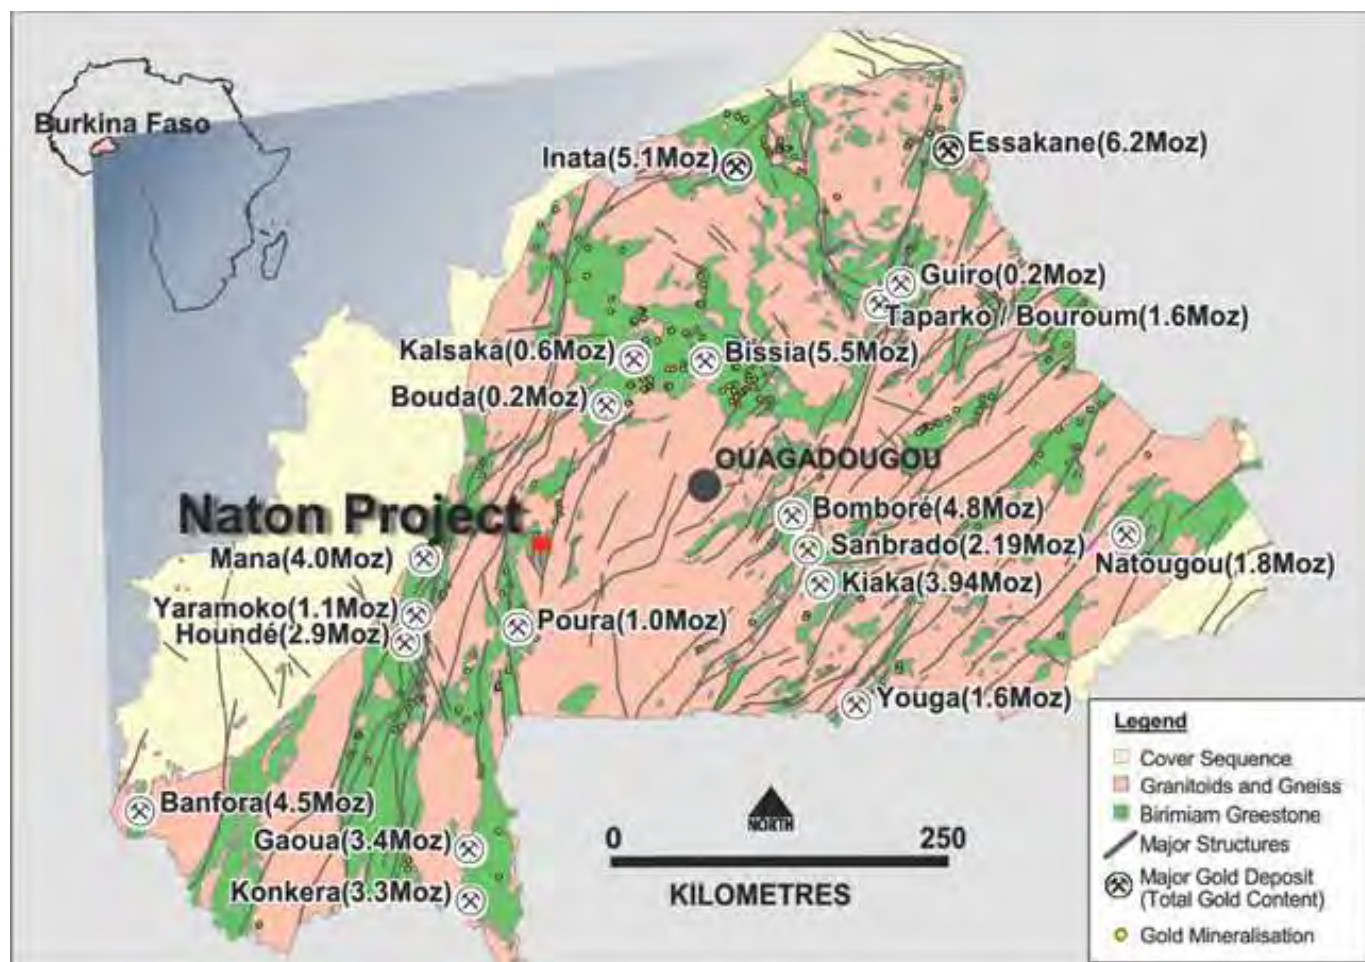 Burkina Faso
Inata(5.1Moz)
Essakane(6.2Moz)
Guiro(0.2Moz)
Taparko / Bouroum(1.6Moz)
Kalsaka(0.6Moz)
Bissia(5.5Moz)
Bouda(0.2Moz)
OUAGADOUGOU
Naton Project
Bomboré(4.8Moz)
Mana(4.0Moz)
Sanbrado(2.19Moz)
Natougou(1.8Moz)
Kiaka(3.94Moz)
Yaramoko(1.1Moz)
Houndé(2.9Moz)
Poura(1.0Moz)
Youga(1.6Moz)
Banfora(4.5Moz)
Gaoua(3.4Moz)
Konkera(3.3Moz)
NORTH
0 250
KILOMETRES
Legend
Cover Sequence
Granitoids and Gneiss
Birimiam Greestone
Major Structures
Major Gold Deposit
(Total Gold Content)
Gold Mineralisation